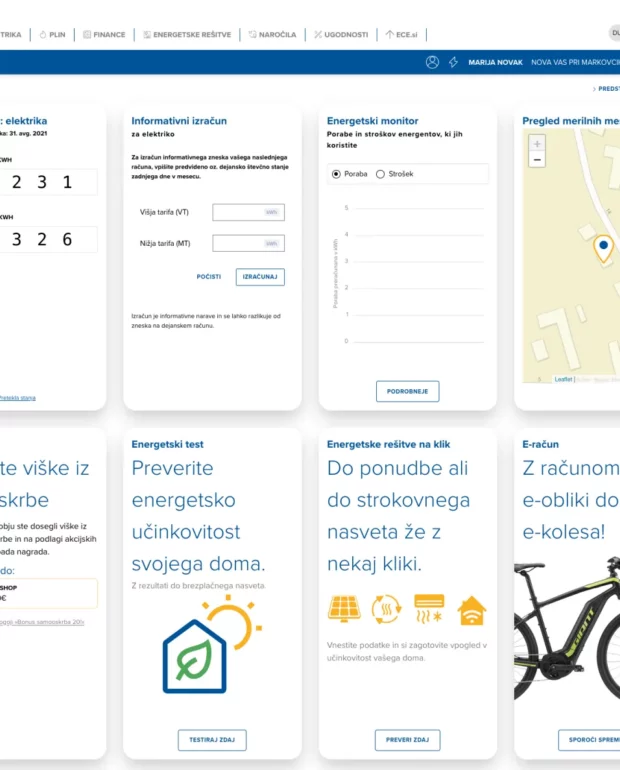 TRIKA PLIN FINANCE ENERGETSKE REŠITVE NAROČILA UGODNOSTI ECE.si DU
MARIJA NOVAK NOVA VAS PRI MARKOVCIH
> PREDST
: elektrika
ka: 31. avg. 2021
KWH
2 3 1
KWH
3 2 6
Pretekla stanja
Informativni izračun
za elektriko
Za izračun informativnega zneska vašega naslednjega
računa, vpišite predvideno oz. dejansko števčno stanje
zadnjega dne v mesecu.
Višja tarifa (VT) kWh
Nižja tarifa (MT) kWh
POČISTI IZRAČUNAJ
Izračun je informativne narave in se lahko razlikuje od
zneska na dejanskem računu.
Energetski monitor
Porabe in stroškov energentov, ki jih
koristite
Poraba Strošek
5
4
3
2
1
0
Poraba preračunana v kWh
PODROBNEJE
Pregled merilnih mes
+
−
5
Leaflet |
te viške iz
skrbe
obju ste dosegli viške iz
rbe in na podlagi akcijskih
pada nagrada.
do:
SHOP
0€
pogoji »Bonus samooskrba 20!«
Energetski test
Preverite
energetsko
učinkovitost
svojega doma.
Z rezultati do brezplačnega nasveta.
TESTIRAJ ZDAJ
Energetske rešitve na klik
Do ponudbe ali
do strokovnega
nasveta že z
nekaj kliki.
Vnestite podatke in si zagotovite vpogled v
učinkovitost vašega doma.
PREVERI ZDAJ
E-račun
Z računom
e-obliki do
e-kolesa!
GIANT
SPOROČI SPREM